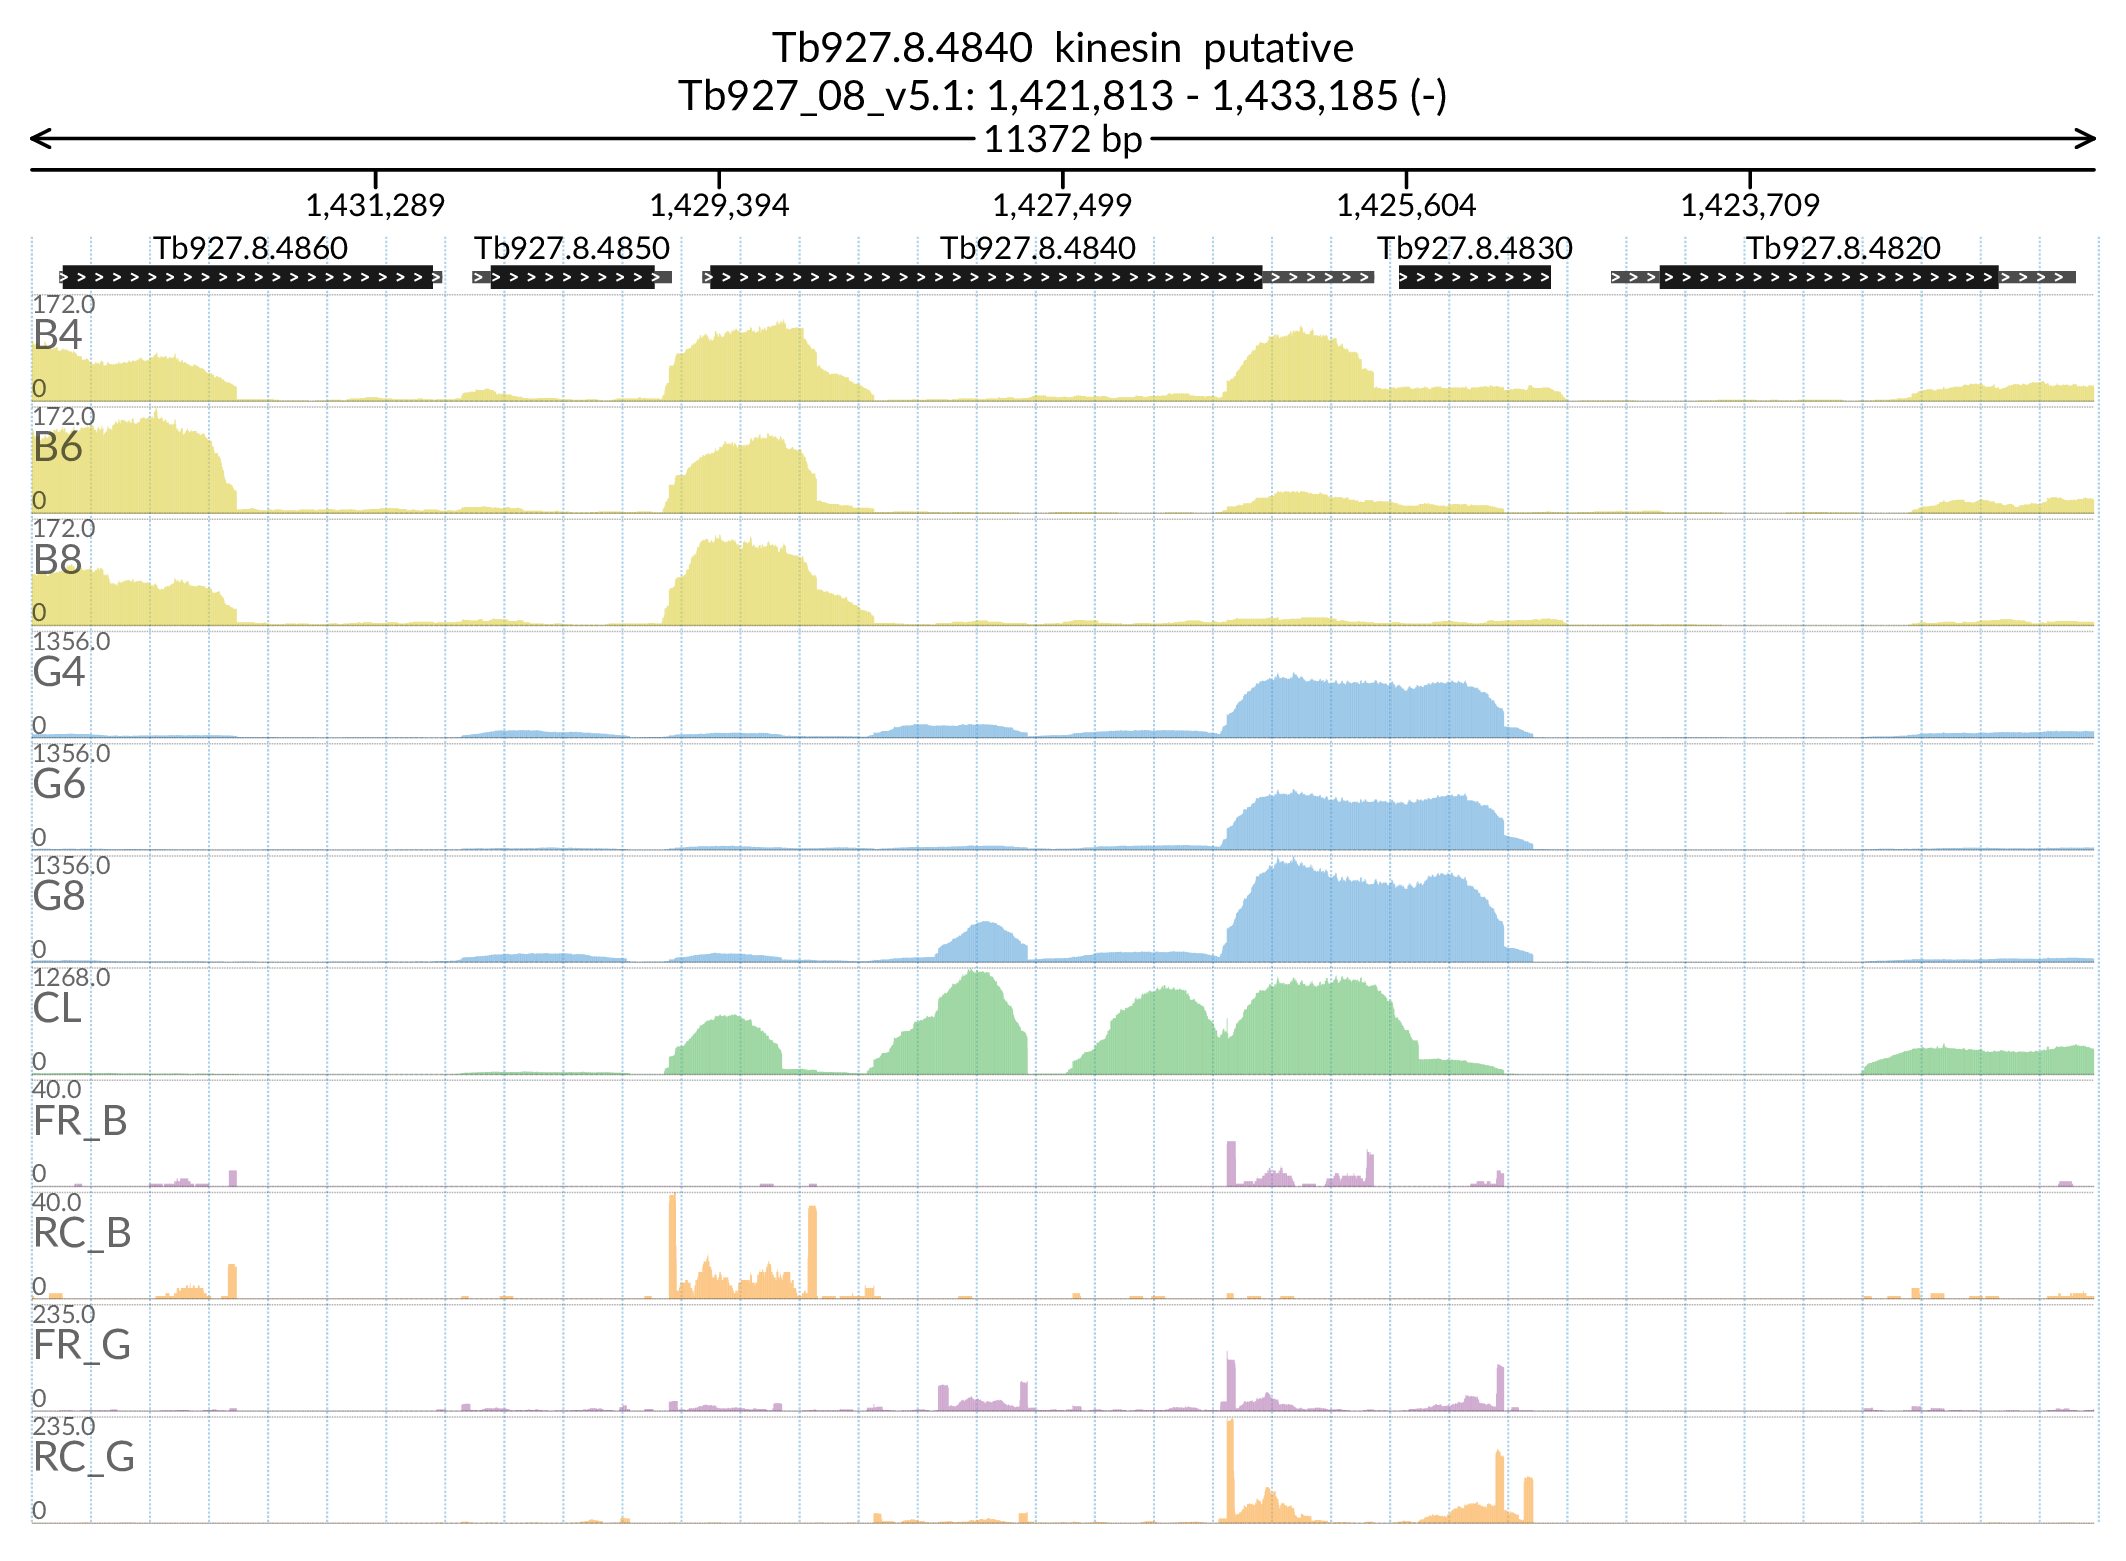 Tb927.8.4840 kinesin putative
Tb927_08_v5.1: 1,421,813 - 1,433,185 (-)
11372 bp
1,431,289 1,429,394 1,427,499 1,425,604 1,423,709
Tb927.8.4860 Tb927.8.4850 Tb927.8.4840 Tb927.8.4830 Tb927.8.4820
172.0
B4
0
172.0
B6
0
172.0
B8
0
1356.0
G4
0
1356.0
G6
0
1356.0
G8
0
1268.0
CL
0
40.0
FR_B
0
40.0
RC_B
0
235.0
FR_G
0
235.0
RC_G
0